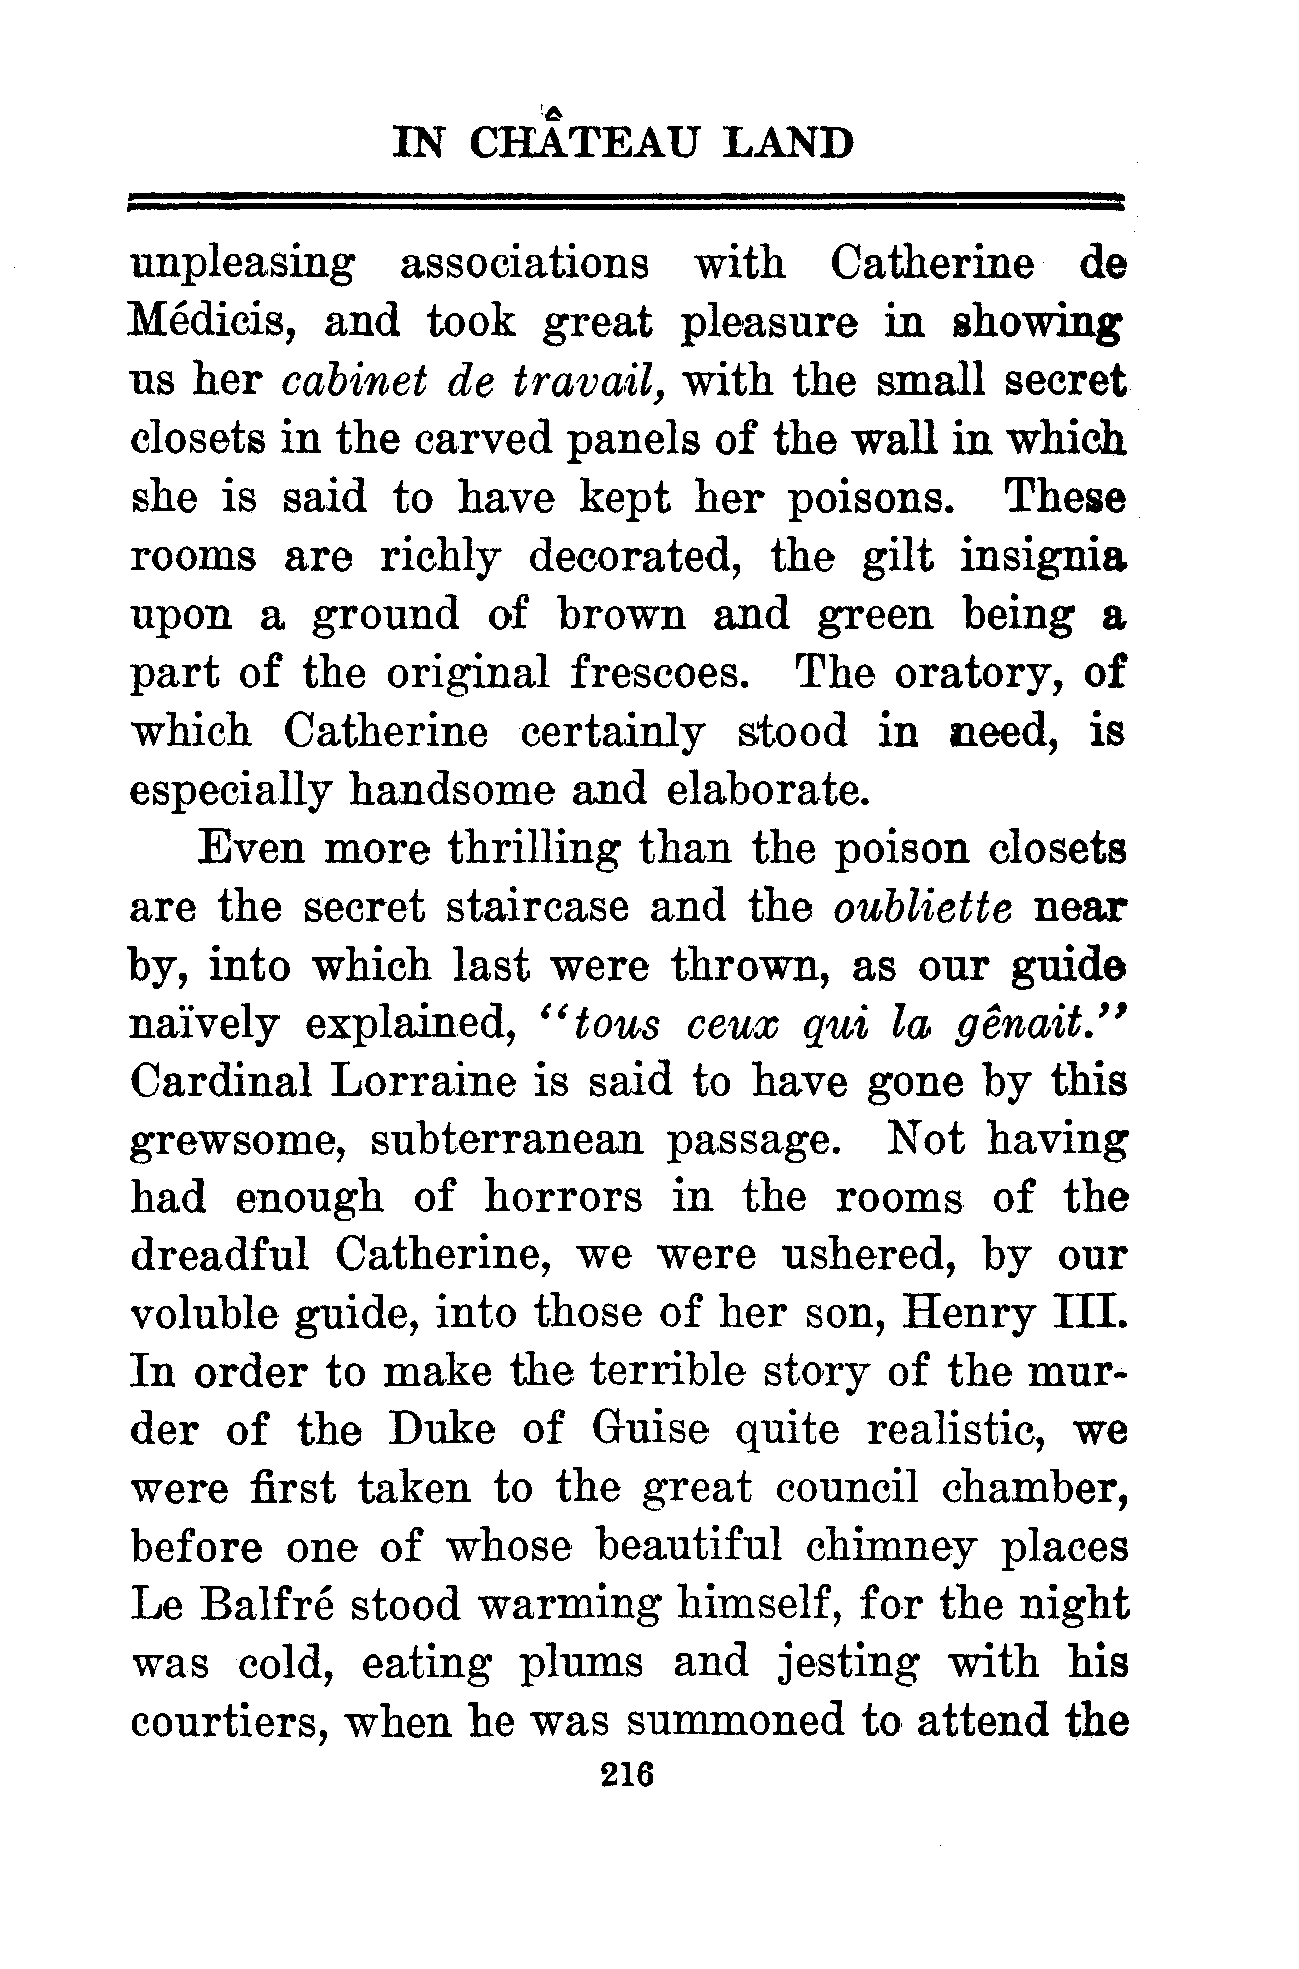 IN CHÂTEAU LAND
unpleasing associations with Catherine de
Médicis, and took great pleasure in showing
us her cabinet de travail, with the small secret
closets in the carved panels of the wall in which
she is said to have kept her poisons. These
rooms are richly decorated, the gilt insignia
upon a ground of brown and green being a
part of the original frescoes. The oratory, of
which Catherine certainly stood in need, is
especially handsome and elaborate.
Even more thrilling than the poison closets
are the secret staircase and the oubliette near
by, into which last were thrown, as our guide
naïvely explained, “tous ceux qui la gênait.”
Cardinal Lorraine is said to have gone by this
grewsome, subterranean passage. Not having
had enough of horrors in the rooms of the
dreadful Catherine, we were ushered, by our
voluble guide, into those of her son, Henry III.
In order to make the terrible story of the mur-
der of the Duke of Guise quite realistic, we
were first taken to the great council chamber,
before one of whose beautiful chimney places
Le Balfré stood warming himself, for the night
was cold, eating plums and jesting with his
courtiers, when he was summoned to attend the
216